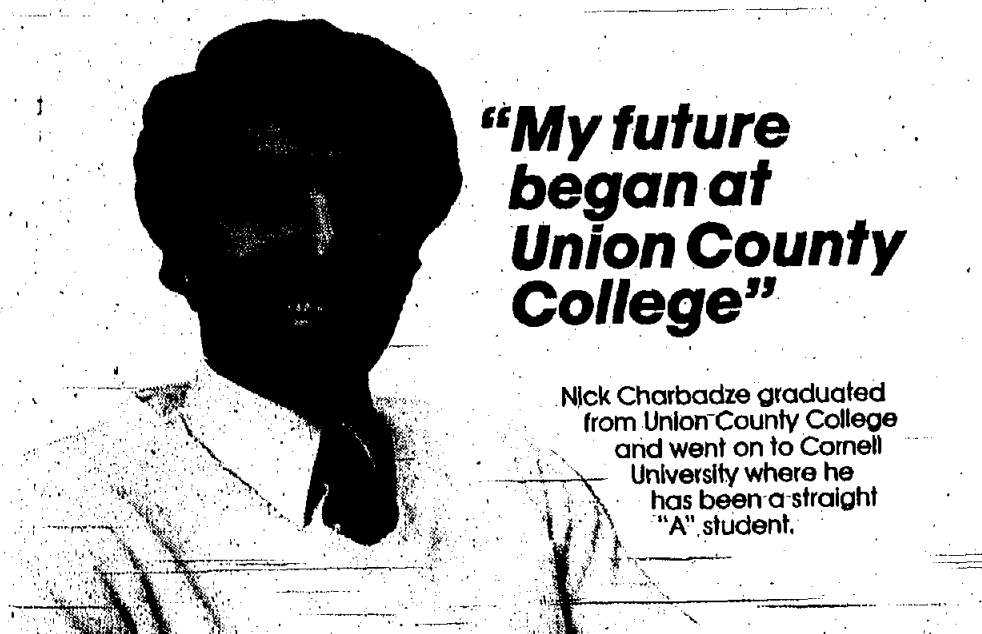 “My future
began at
Union County
College”
Nick Charbadze graduated
from Union County College
and went on to Cornell
University where he
has been a straight
"A" student.